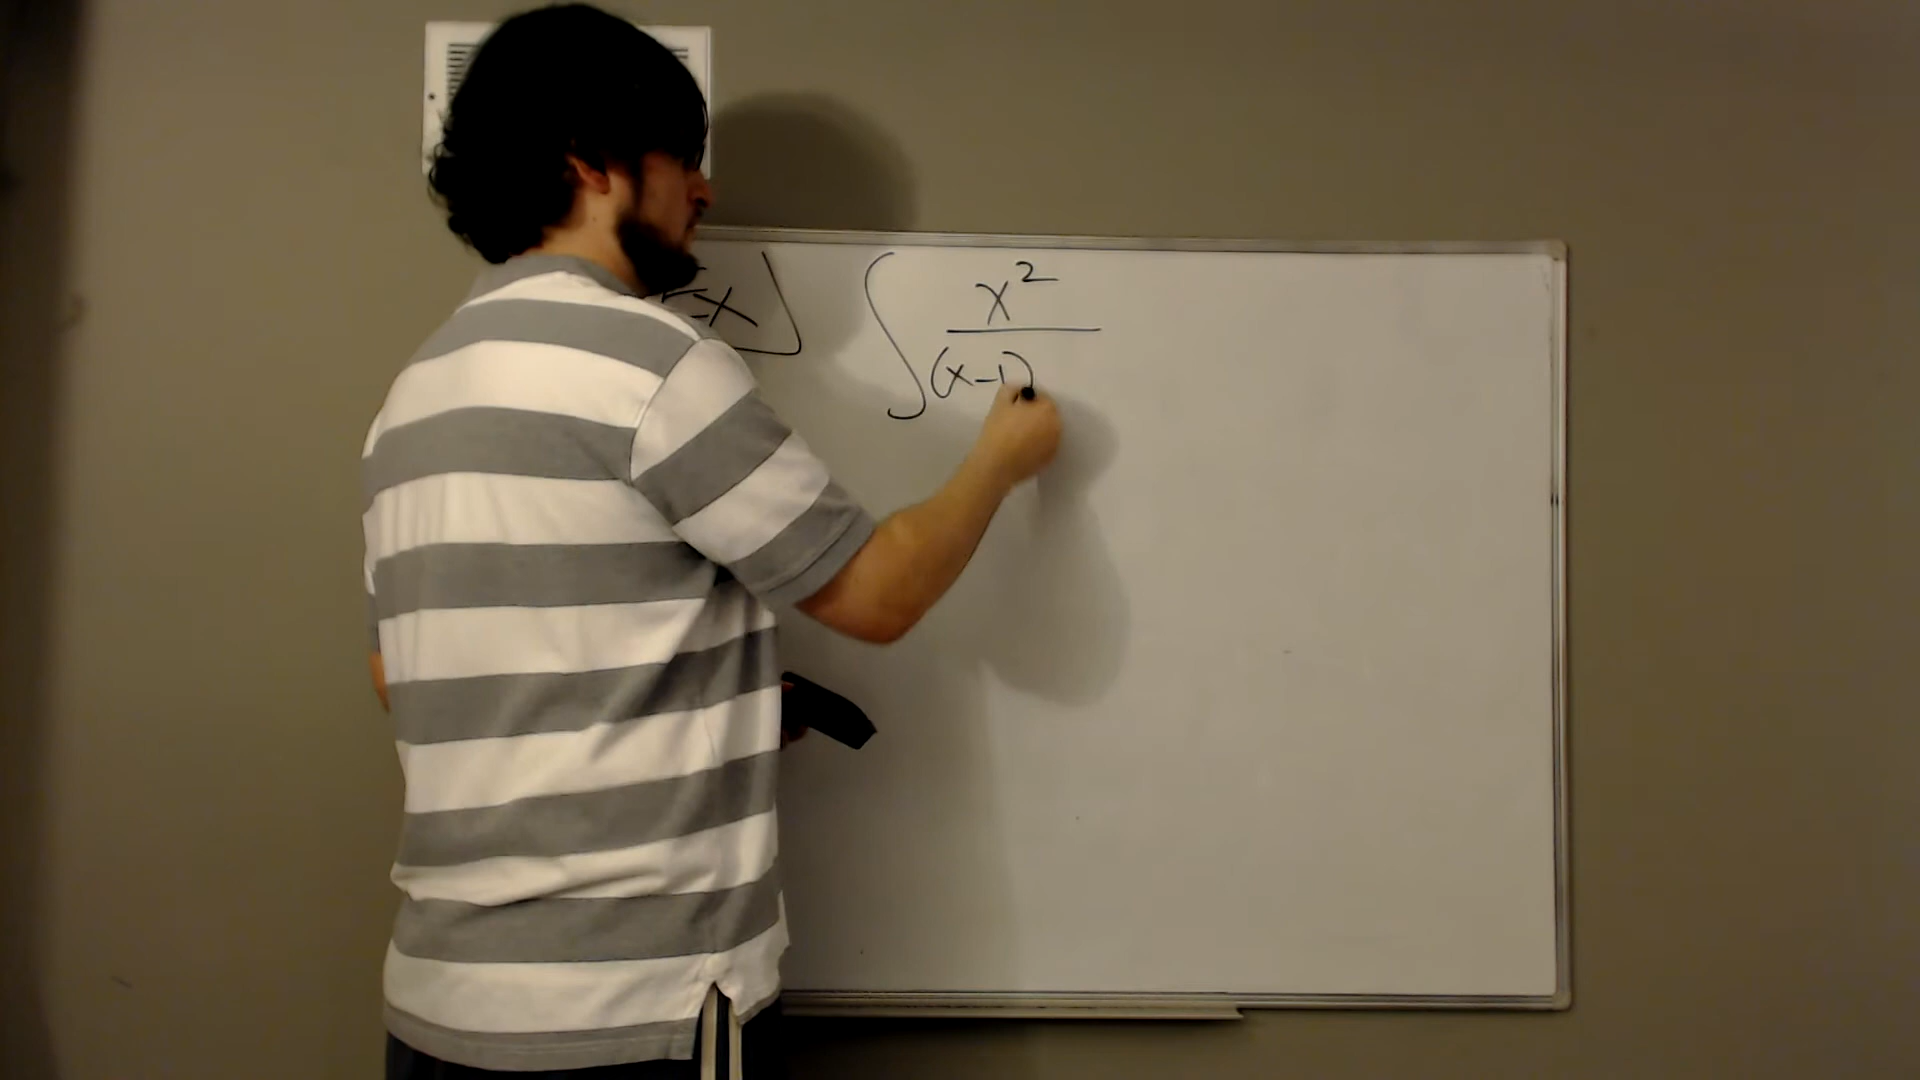 =x
∫ x²
(x-1)